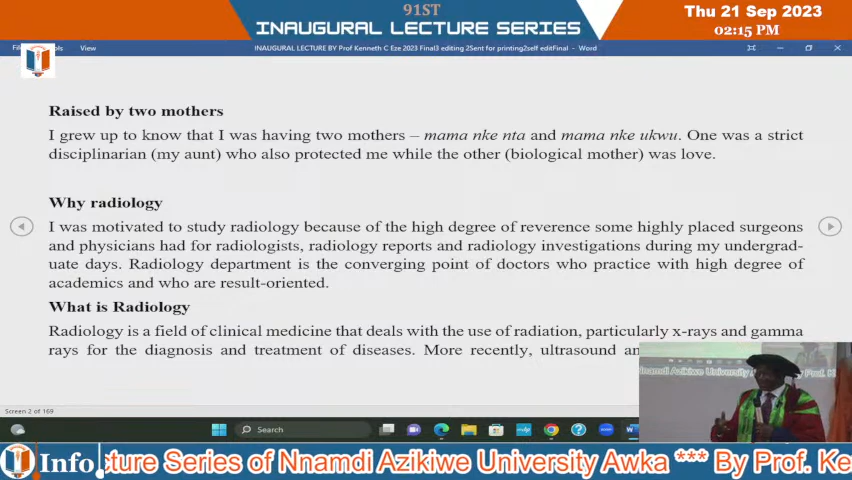 91ST
INAUGURAL LECTURE SERIES
Thu 21 Sep 2023
02:15 PM
View
INAUGURAL LECTURE BY Prof Kenneth C Eze 2023 Final3 editing 2Sent for printing2self editFinal - Word
Raised by two mothers
I grew up to know that I was having two mothers – mama nke nta and mama nke ukwu. One was a strict
disciplinarian (my aunt) who also protected me while the other (biological mother) was love.
Why radiology
I was motivated to study radiology because of the high degree of reverence some highly placed surgeons
and physicians had for radiologists, radiology reports and radiology investigations during my undergrad-
uate days. Radiology department is the converging point of doctors who practice with high degree of
academics and who are result-oriented.
What is Radiology
Radiology is a field of clinical medicine that deals with the use of radiation, particularly x-rays and gamma
rays for the diagnosis and treatment of diseases. More recently, ultrasound an
Screen 2 of 169
Search
Nnamdi Azikiwe University
Prof.
Info.
cture Series of Nnamdi Azikiwe University Awka *** By Prof. Ke